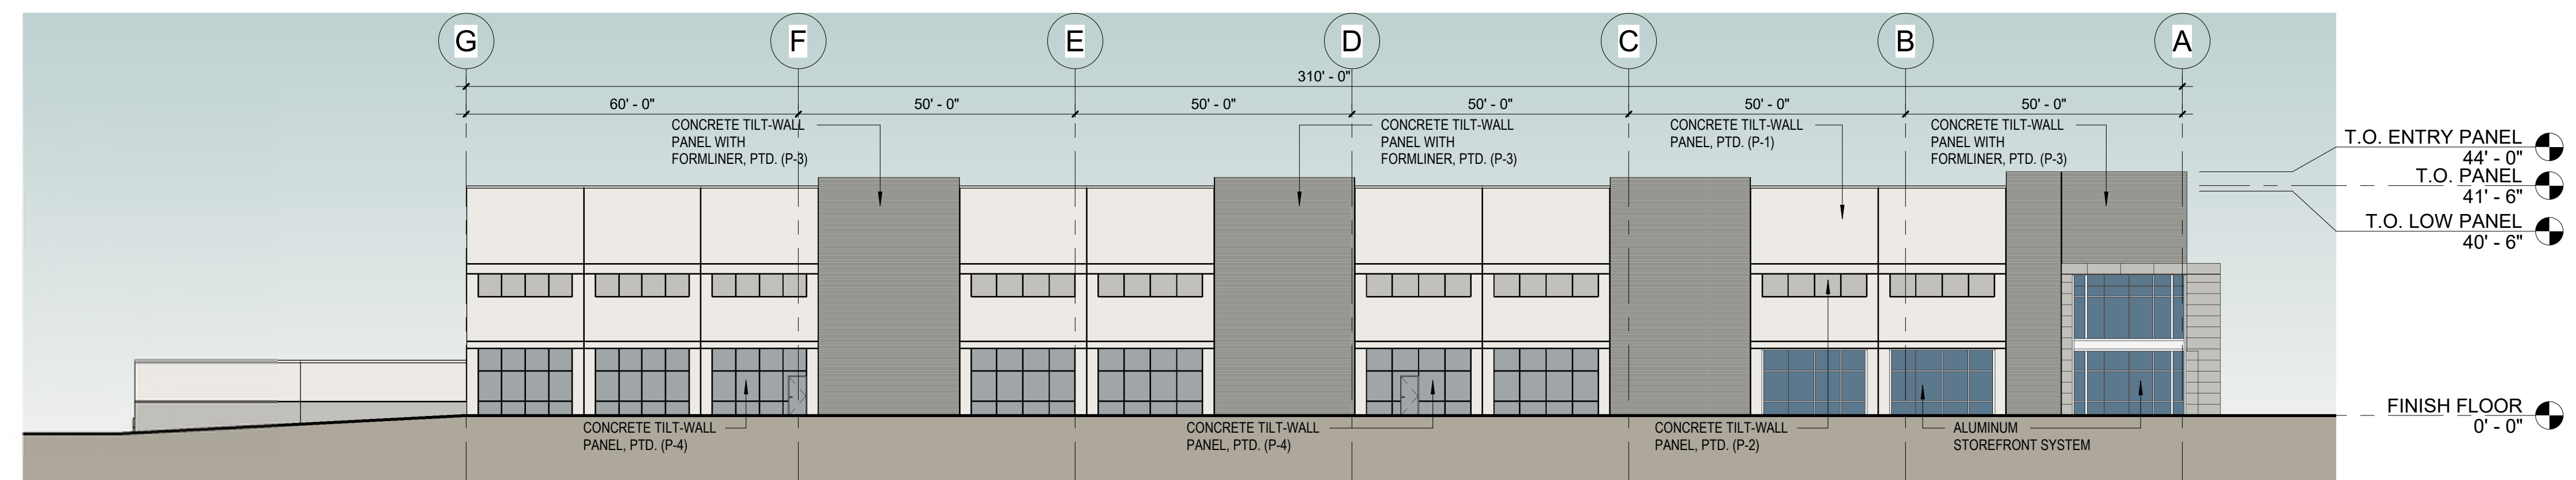 G F E D C B A
310' - 0"
60' - 0" 50' - 0" 50' - 0" 50' - 0" 50' - 0" 50' - 0"
CONCRETE TILT-WALL
PANEL WITH
FORMLINER, PTD. (P-3)
CONCRETE TILT-WALL
PANEL WITH
FORMLINER, PTD. (P-3)
CONCRETE TILT-WALL
PANEL, PTD. (P-1)
CONCRETE TILT-WALL
PANEL WITH
FORMLINER, PTD. (P-3)
T.O. ENTRY PANEL
44' - 0"
T.O. PANEL
41' - 6"
T.O. LOW PANEL
40' - 6"
FINISH FLOOR
0' - 0"
CONCRETE TILT-WALL
PANEL, PTD. (P-4)
CONCRETE TILT-WALL
PANEL, PTD. (P-4)
CONCRETE TILT-WALL
PANEL, PTD. (P-2)
ALUMINUM
STOREFRONT SYSTEM